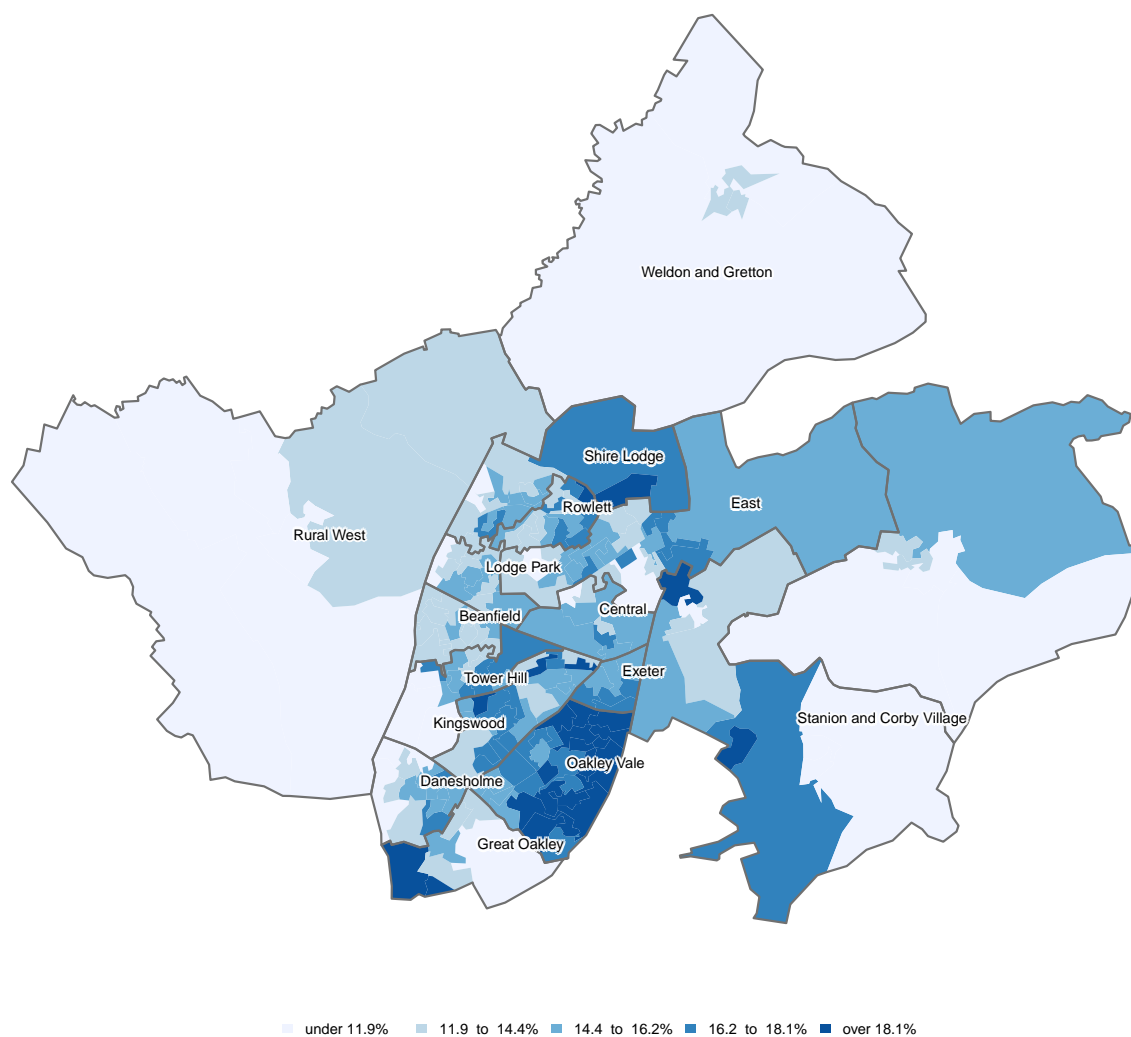 Weldon and Gretton
Shire Lodge
East
Rowlett
Rural West
Lodge Park
Central
Beanfield
Exeter
Tower Hill
Stanion and Corby Village
Kingswood
Oakley Vale
Danesholme
Great Oakley
under 11.9% 11.9 to 14.4% 14.4 to 16.2% 16.2 to 18.1% over 18.1%